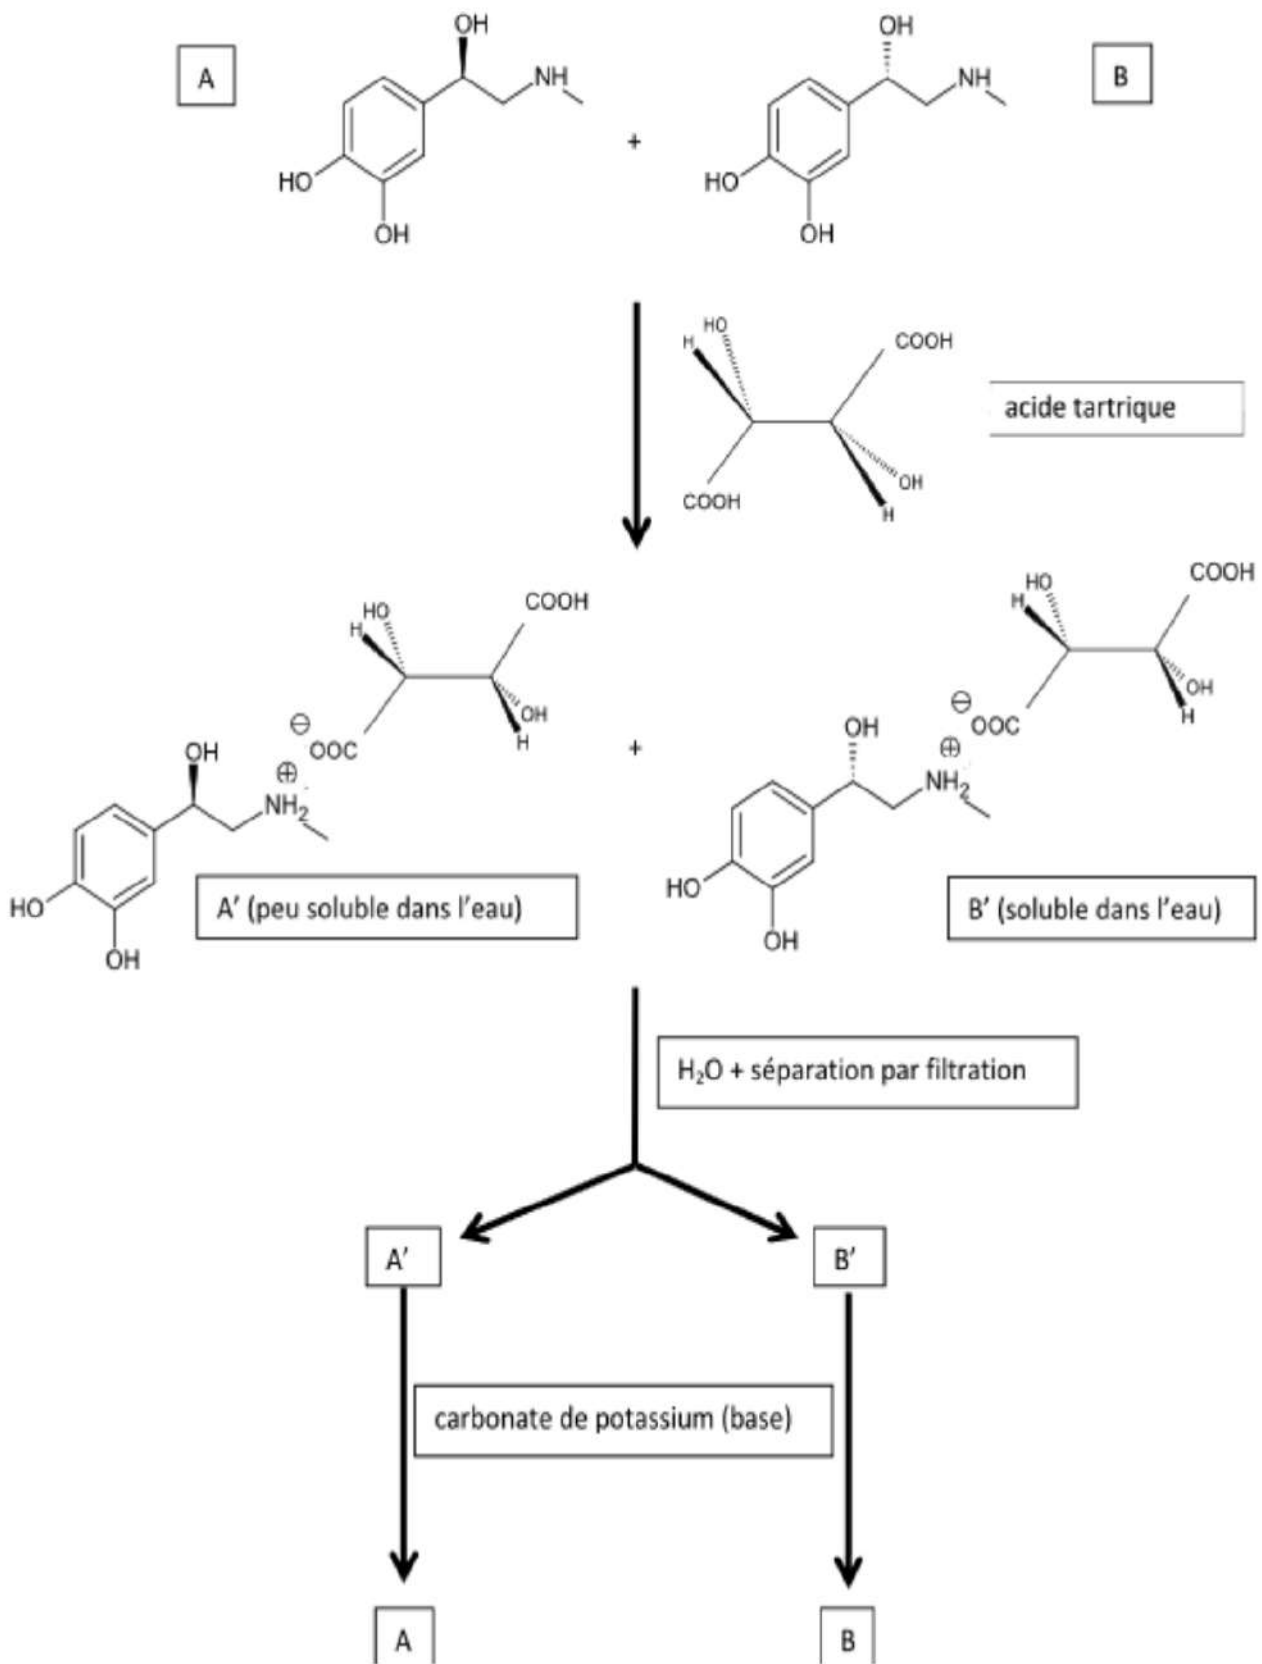 OH
OH
A
NH
NH
B
+
HO
HO
OH
OH
HO
H
COOH
acide tartrique
OH
COOH
H
COOH
HO
H
HO
H
COOH
OH
H
⊖
OOC
OH
H
⊖
OOC
OH
⊕
NH2
+
OH
⊕
NH2
HO
A' (peu soluble dans l'eau)
HO
B' (soluble dans l'eau)
OH
OH
H2O + séparation par filtration
A'
B'
carbonate de potassium (base)
A
B